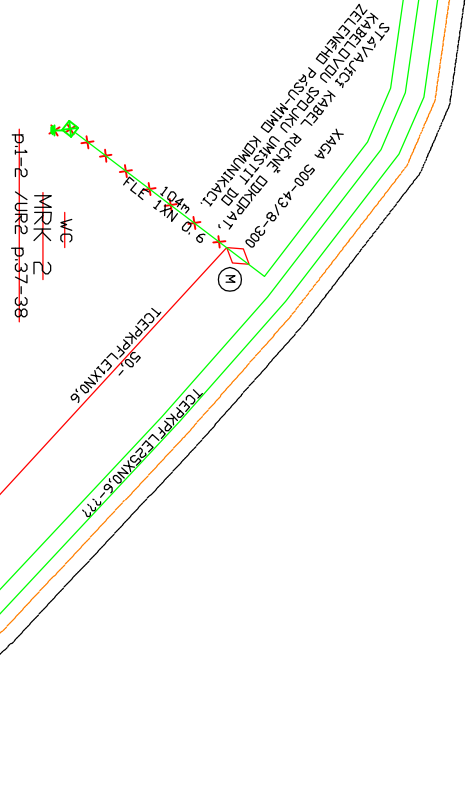 STÁVAJÍCÍ KABEL RUČNĚ ODKOPAT,
KABELOVOU SPOJKU UMÍSTIT DO
ZELENÉHO PÁSU-MIMO KOMUNIKACI.
XAGA 500-43/8-300
104m
FLE 1XN 0.6
M
WC
MRK 2
p.1-2 /UR2 p.37-38
TCEPKPFLE1XN0,6
50,-
TCEPKPFLE25XN0,6-???